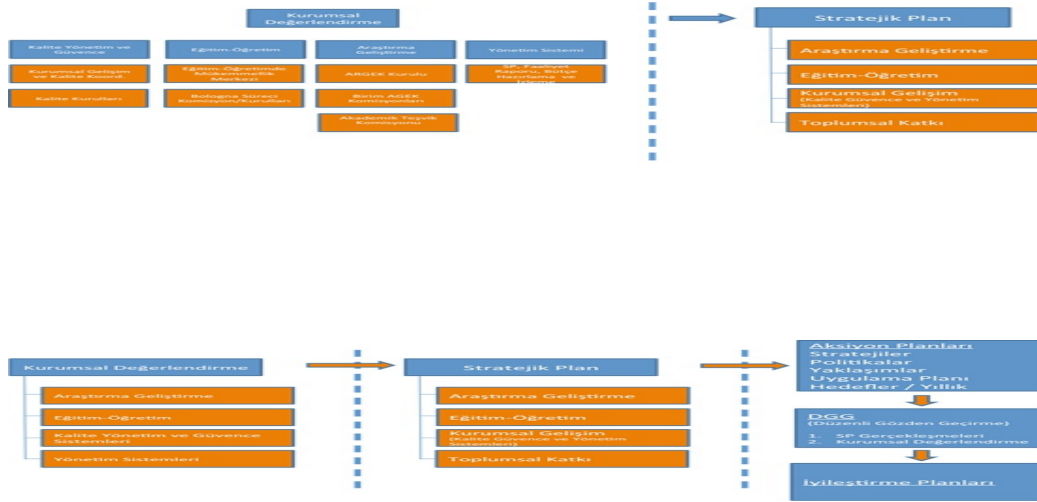 Kurumsal
Değerlendirme
Stratejik Plan
Kalite Yönetim ve
Güvence
Eğitim-Öğretim
Araştırma
Geliştirme
Yönetim Sistemi
Kurumsal Gelişim
ve Kalite Koord.
Eğitim-Öğretimde
Mükemmellik
Merkezi
ARGEK Kurulu
SP, Faaliyet
Raporu, Bütçe
Hazırlama ve
İzleme
Kalite Kurulları
Bologna Süreci
Komisyon/Kurulları
Birim AGEK
Komisyonları
Akademik Teşvik
Komisyonu
Araştırma Geliştirme
Eğitim-Öğretim
Kurumsal Gelişim
(Kalite Güvence ve Yönetim
Sistemleri)
Toplumsal Katkı
Kurumsal Değerlendirme
Araştırma Geliştirme
Eğitim-Öğretim
Kalite Yönetim ve Güvence
Sistemleri
Yönetim Sistemleri
Stratejik Plan
Araştırma Geliştirme
Eğitim-Öğretim
Kurumsal Gelişim
(Kalite Güvence ve Yönetim
Sistemleri)
Toplumsal Katkı
Aksiyon Planları
Stratejiler
Politikalar
Yaklaşımlar
Uygulama Planı
Hedefler / Yıllık
DGG
(Düzenli Gözden Geçirme)
1. SP Gerçekleşmeleri
2. Kurumsal Değerlendirme
İyileştirme Planları